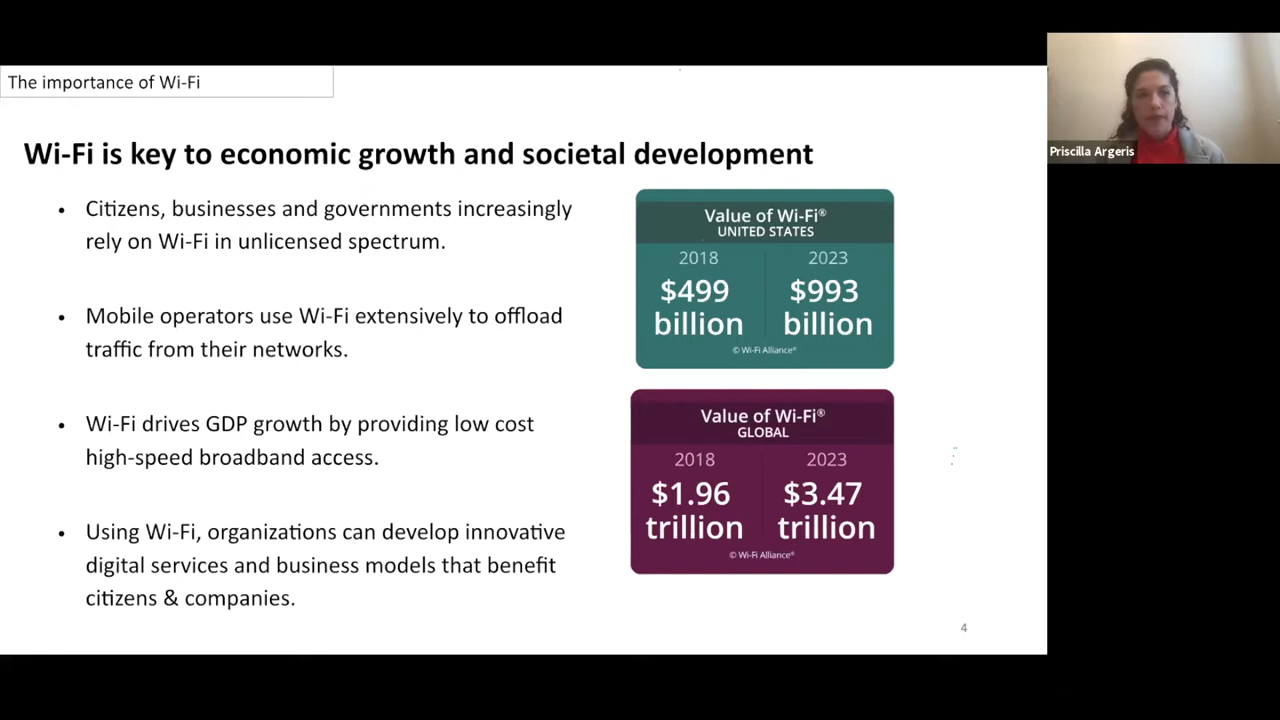 The importance of Wi-Fi
Wi-Fi is key to economic growth and societal development
• Citizens, businesses and governments increasingly
rely on Wi-Fi in unlicensed spectrum.
• Mobile operators use Wi-Fi extensively to offload
traffic from their networks.
• Wi-Fi drives GDP growth by providing low cost
high-speed broadband access.
• Using Wi-Fi, organizations can develop innovative
digital services and business models that benefit
citizens & companies.
Value of Wi-Fi®
UNITED STATES
2018 2023
$499 $993
billion billion
© Wi-Fi Alliance®
Value of Wi-Fi®
GLOBAL
2018 2023
$1.96 $3.47
trillion trillion
© Wi-Fi Alliance®
4
Priscilla Argeris